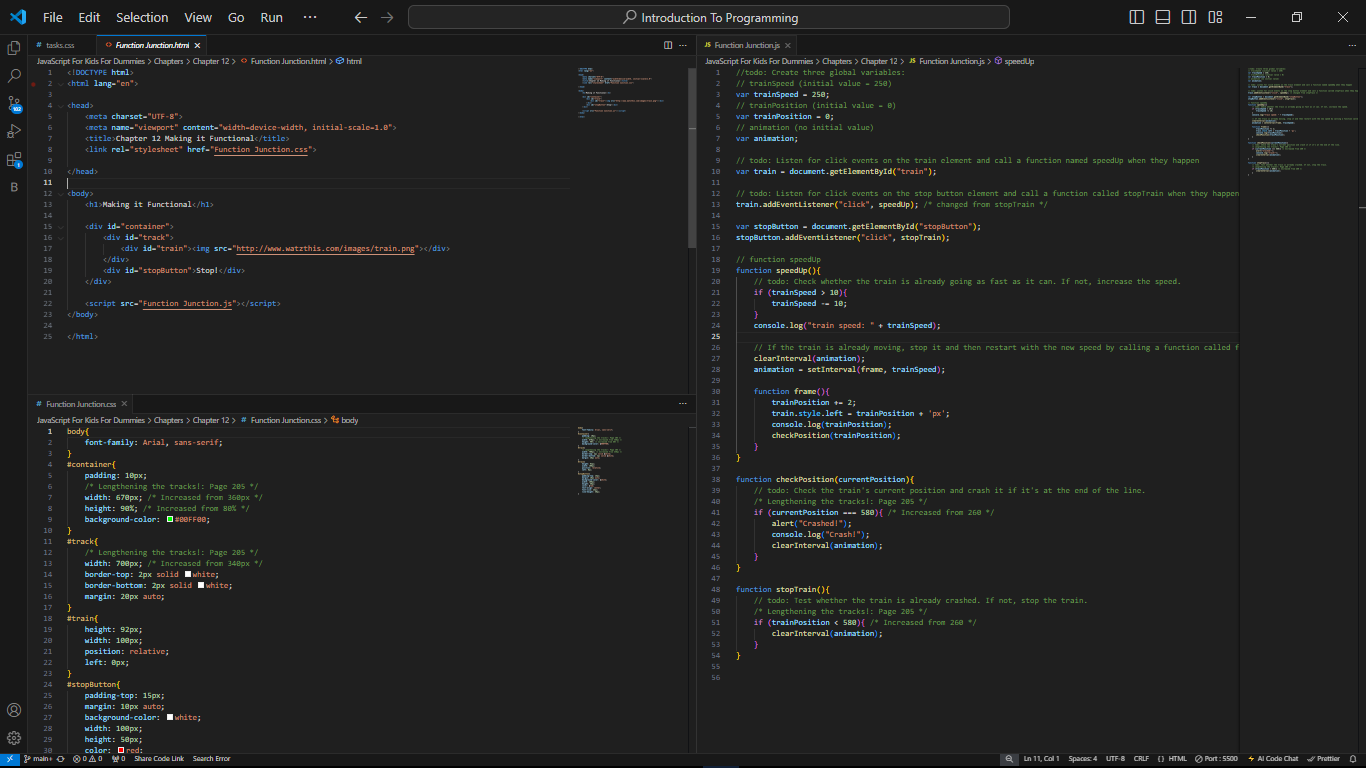 File Edit Selection View Go Run ··· Introduction To Programming
# tasks.css <> Function Junction.html
JavaScript For Kids For Dummies > Chapters > Chapter 12 > <> Function Junction.html > html
1 <!DOCTYPE html>
2 <html lang="en">
3
4 <head>
5 <meta charset="UTF-8">
6 <meta name="viewport" content="width=device-width, initial-scale=1.0">
7 <title>Chapter 12 Making it Functional</title>
8 <link rel="stylesheet" href="Function Junction.css">
9
10 </head>
11
12 <body>
13 <h1>Making it Functional</h1>
14
15 <div id="container">
16 <div id="track">
17 <div id="train"><img src="http://www.watzthis.com/images/train.png"></div>
18 </div>
19 <div id="stopButton">Stop!</div>
20 </div>
21
22 <script src="Function Junction.js"></script>
23 </body>
24
25 </html>
# Function Junction.css
JavaScript For Kids For Dummies > Chapters > Chapter 12 > # Function Junction.css > body
1 body{
2 font-family: Arial, sans-serif;
3 }
4 #container{
5 padding: 10px;
6 /* Lengthening the tracks!: Page 205 */
7 width: 670px; /* Increased from 360px */
8 height: 90%; /* Increased from 80% */
9 background-color: #00FF00;
10 }
11 #track{
12 /* Lengthening the tracks!: Page 205 */
13 width: 700px; /* Increased from 340px */
14 border-top: 2px solid white;
15 border-bottom: 2px solid white;
16 margin: 20px auto;
17 }
18 #train{
19 height: 92px;
20 width: 100px;
21 position: relative;
22 left: 0px;
23 }
24 #stopButton{
25 padding-top: 15px;
26 margin: 10px auto;
27 background-color: white;
28 width: 100px;
29 height: 50px;
30 color: red;
JS Function Junction.js
JavaScript For Kids For Dummies > Chapters > Chapter 12 > JS Function Junction.js > speedUp
1 //todo: Create three global variables:
2 // trainSpeed (initial value = 250)
3 var trainSpeed = 250;
4 // trainPosition (initial value = 0)
5 var trainPosition = 0;
6 // animation (no initial value)
7 var animation;
8
9 // todo: Listen for click events on the train element and call a function named speedUp when they happen
10 var train = document.getElementById("train");
11
12 // todo: Listen for click events on the stop button element and call a function called stopTrain when they happen
13 train.addEventListener("click", speedUp); /* changed from stopTrain */
14
15 var stopButton = document.getElementById("stopButton");
16 stopButton.addEventListener("click", stopTrain);
17
18 // function speedUp
19 function speedUp(){
20 // todo: Check whether the train is already going as fast as it can. If not, increase the speed.
21 if (trainSpeed > 10){
22 trainSpeed -= 10;
23 }
24 console.log("train speed: " + trainSpeed);
25
26 // If the train is already moving, stop it and then restart with the new speed by calling a function called f
27 clearInterval(animation);
28 animation = setInterval(frame, trainSpeed);
29
30 function frame(){
31 trainPosition += 2;
32 train.style.left = trainPosition + 'px';
33 console.log(trainPosition);
34 checkPosition(trainPosition);
35 }
36 }
37
38 function checkPosition(currentPosition){
39 // todo: Check the train's current position and crash it if it's at the end of the line.
40 /* Lengthening the tracks!: Page 205 */
41 if (currentPosition === 580){ /* Increased from 260 */
42 alert("Crashed!");
43 console.log("Crash!");
44 clearInterval(animation);
45 }
46 }
47
48 function stopTrain(){
49 // todo: Test whether the train is already crashed. If not, stop the train.
50 /* Lengthening the tracks!: Page 205 */
51 if (trainPosition < 580){ /* Increased from 260 */
52 clearInterval(animation);
53 }
54 }
55
56
102
1
B
main+ 0 0 0 Share Code Link Search Error Ln 11, Col 1 Spaces: 4 UTF-8 CRLF {} HTML Port : 5500 AI Code Chat Prettier